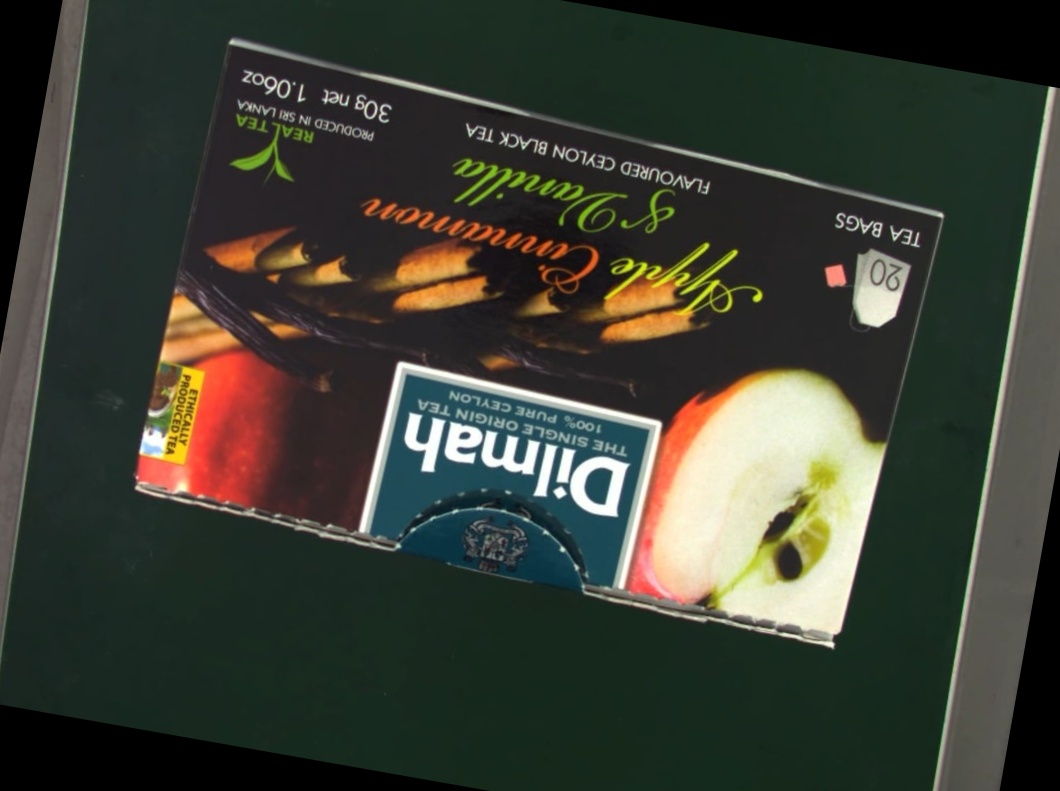 Dilmah
THE SINGLE ORIGIN TEA
100% PURE CEYLON
20
TEA BAGS
Apple Cinnamon
& Vanilla
FLAVOURED CEYLON BLACK TEA
ETHICALLY
PRODUCED TEA
REAL TEA
PRODUCED IN SRI LANKA
30g net 1.06oz